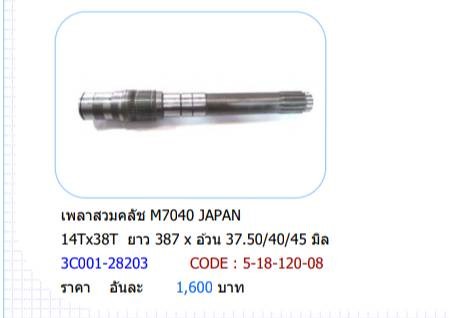 เพลาสวมคลัช M7040 JAPAN
14Tx38T ยาว 387 x อ้วน 37.50/40/45 มิล
3C001-28203 CODE : 5-18-120-08
ราคา อันละ 1,600 บาท